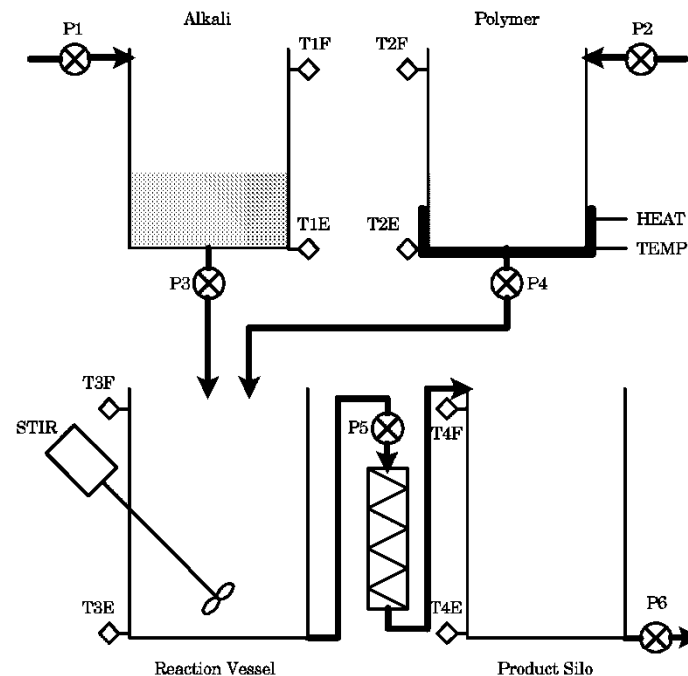 Alkali
Polymer
P1
T1F
T2F
P2
T1E
T2E
HEAT
TEMP
P3
P4
T3F
STIR
P5
T4F
T3E
T4E
P6
Reaction Vessel
Product Silo